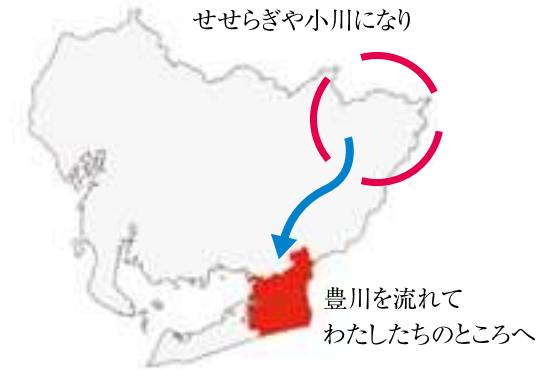 せせらぎや小川になり
豊川を流れて
わたしたちのところへ